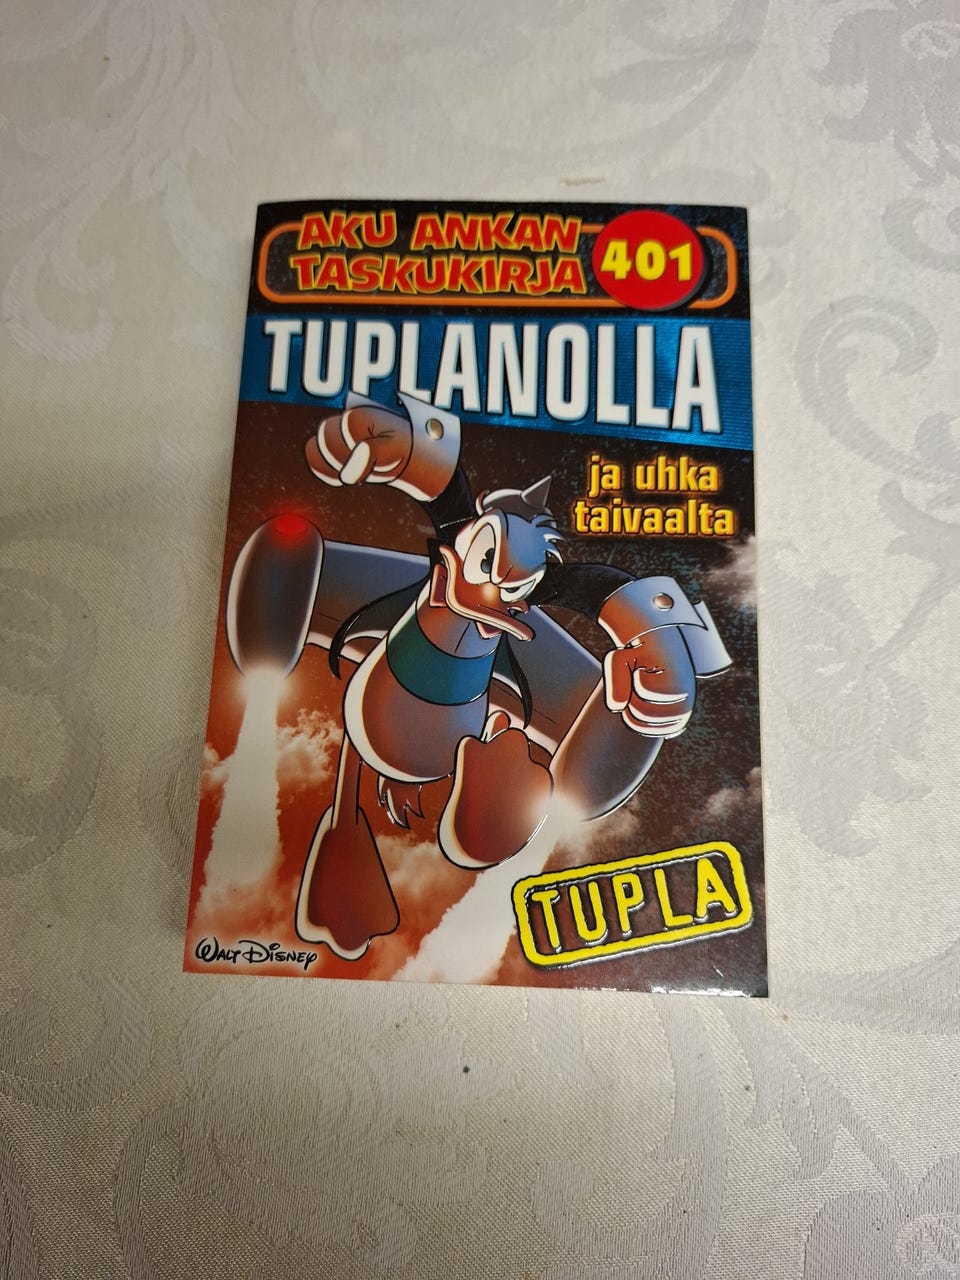 AKU ANKAN
TASKUKIRJA
401
TUPLANOLLA
ja uhka
taivaalta
TUPLA
WALT DISNEY